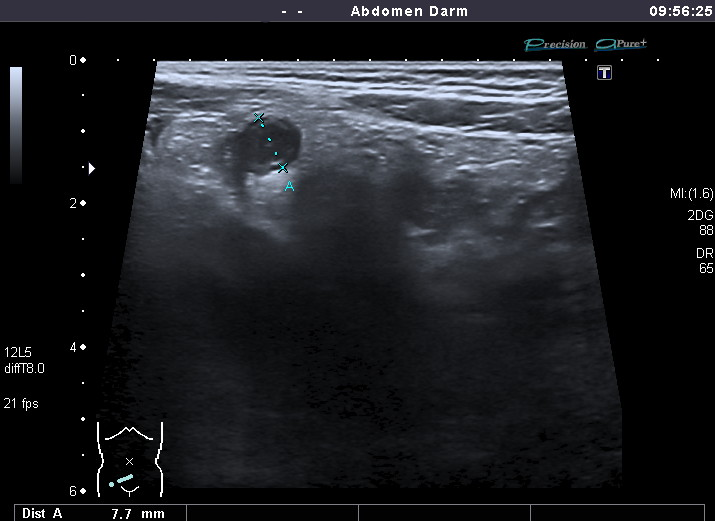 - - Abdomen Darm 09:56:25
Precision aPure+
T
0
2
4
6
A
MI:(1.6)
2DG
88
DR
65
12L5
diffT8.0
21 fps
Dist A 7.7 mm